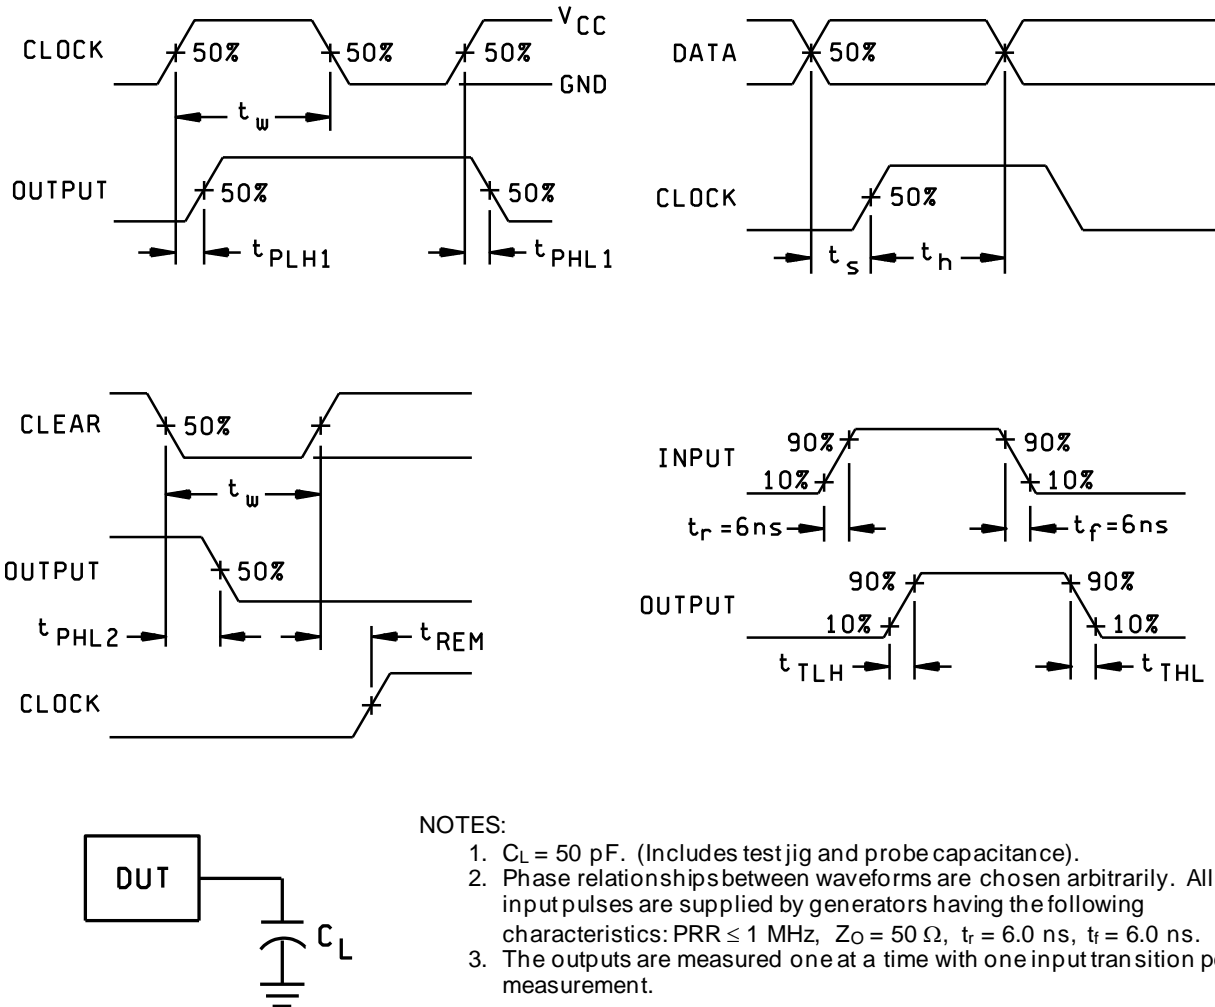 VCC
CLOCK 50% 50% 50%
GND
tw
OUTPUT 50% 50%
tPLH1 tPHL1
DATA 50%
CLOCK 50%
ts th
CLEAR 50%
tw
OUTPUT 50%
tPHL2 tREM
CLOCK
INPUT 90% 90%
10% 10%
tr=6ns tf=6ns
OUTPUT 90% 90%
10% 10%
tTLH tTHL
DUT
CL
NOTES:
1. CL = 50 pF. (Includes test jig and probe capacitance).
2. Phase relationships between waveforms are chosen arbitrarily. All
input pulses are supplied by generators having the following
characteristics: PRR ≤ 1 MHz, ZO = 50 Ω, tr = 6.0 ns, tf = 6.0 ns.
3. The outputs are measured one at a time with one input transition
measurement.